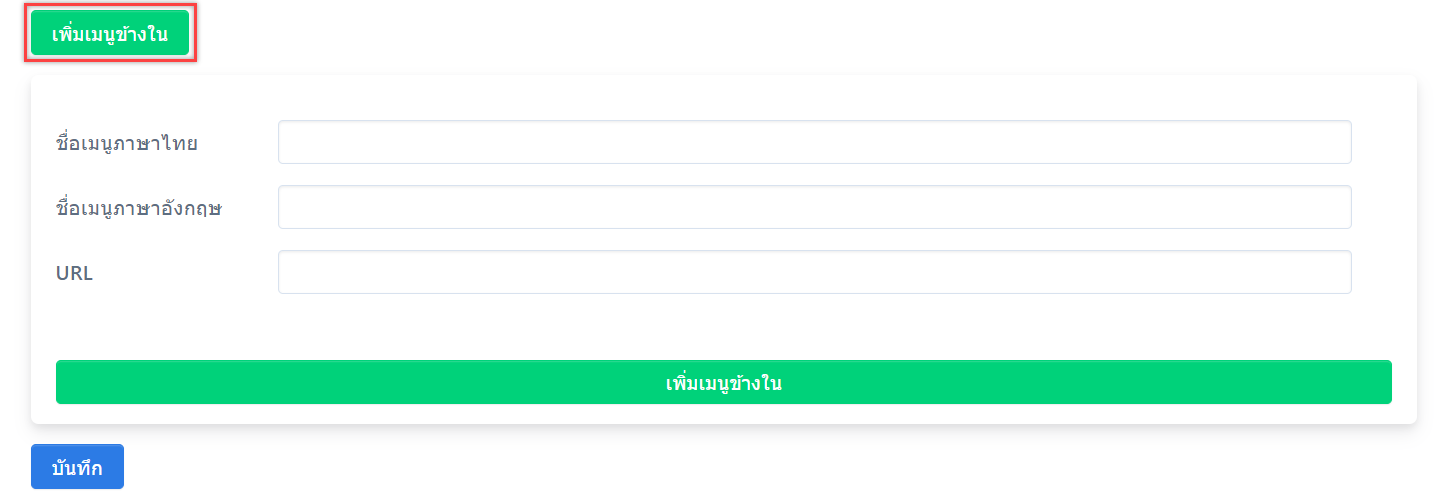 เพิ่มเมนูข้างใน
ชื่อเมนูภาษาไทย
ชื่อเมนูภาษาอังกฤษ
URL
เพิ่มเมนูข้างใน
บันทึก